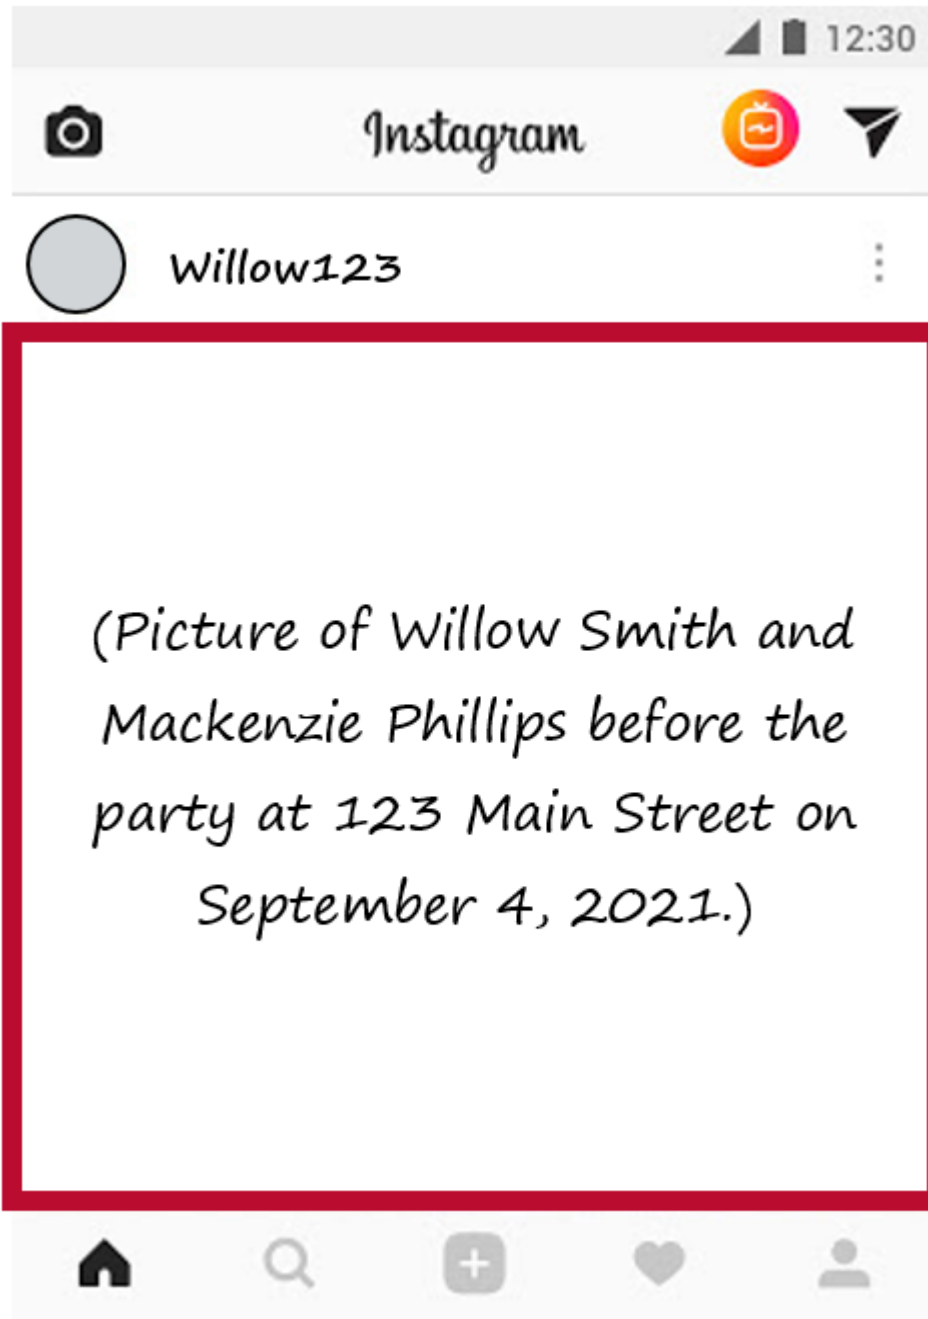 12:30
Instagram
Willow123
(Picture of Willow Smith and
Mackenzie Phillips before the
party at 123 Main Street on
September 4, 2021.)